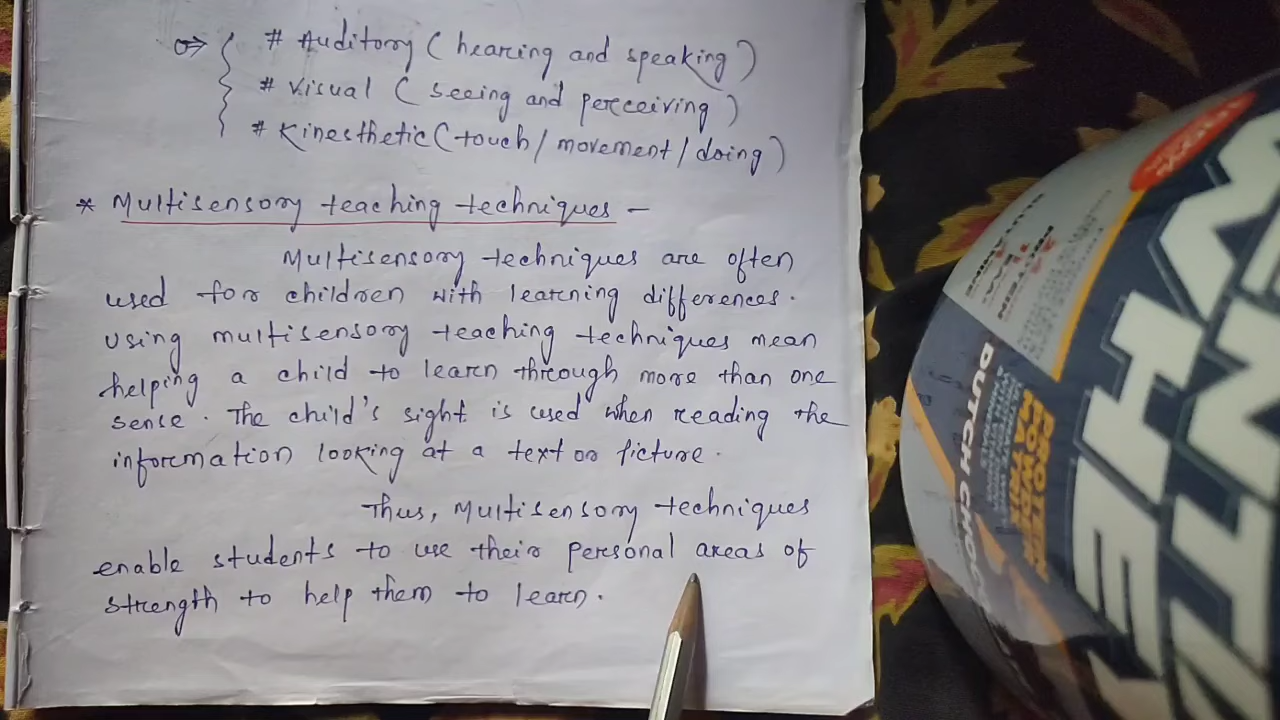 ⇒ { # Auditory (hearing and speaking)
# Visual (seeing and perceiving)
# Kinesthetic (touch / movement / doing)
* Multisensory teaching techniques -
Multisensory techniques are often
used for children with learning differences.
Using multisensory teaching techniques mean
helping a child to learn through more than one
sense. The child's sight is used when reading the
information looking at a text or picture.
Thus, Multisensory techniques
enable students to use their personal areas of
strength to help them to learn.
WHE
DUTCH CHOCO